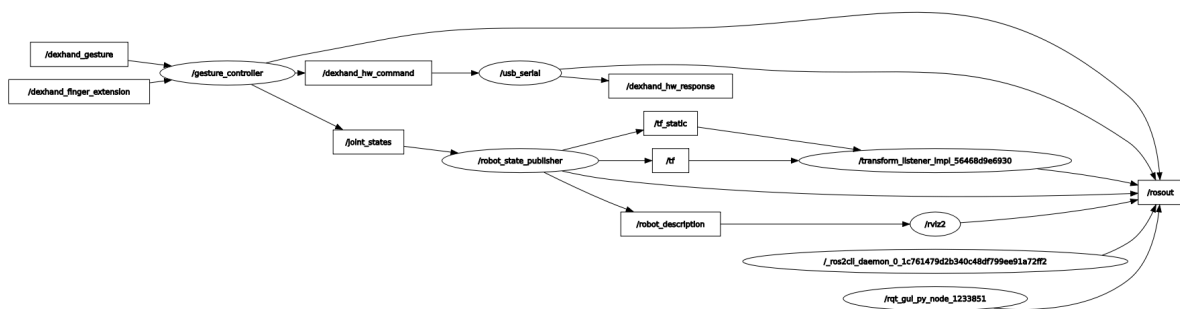 /dexhand_gesture
/dexhand_finger_extension
/gesture_controller
/dexhand_hw_command
/usb_serial
/dexhand_hw_response
/joint_states
/robot_state_publisher
/tf_static
/tf
/transform_listener_impl_56468d9e6930
/rosout
/robot_description
/rviz2
/_ros2cli_daemon_0_1c761479d2b340c48df799ee91a72ff2
/rqt_gui_py_node_1233851